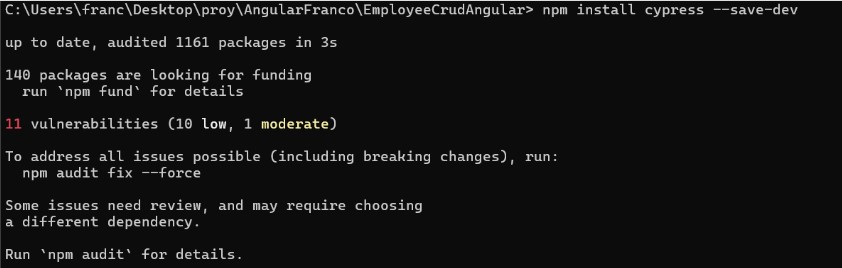 C:\Users\franc\Desktop\proy\AngularFranco\EmployeeCrudAngular> npm install cypress --save-dev
up to date, audited 1161 packages in 3s
140 packages are looking for funding
run `npm fund` for details
11 vulnerabilities (10 low, 1 moderate)
To address all issues possible (including breaking changes), run:
npm audit fix --force
Some issues need review, and may require choosing
a different dependency.
Run `npm audit` for details.